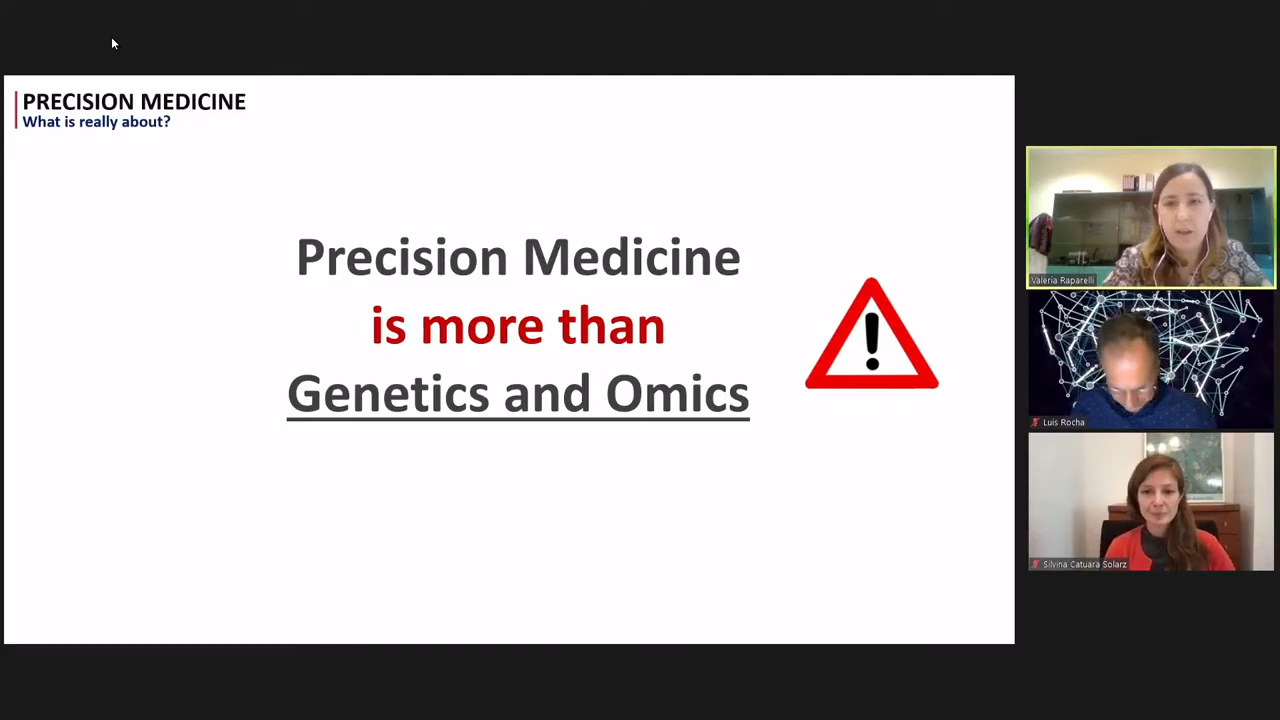 PRECISION MEDICINE
What is really about?
Precision Medicine
is more than
Genetics and Omics
Valeria Raparelli
Luis Rocha
Silvina Catuara Solarz